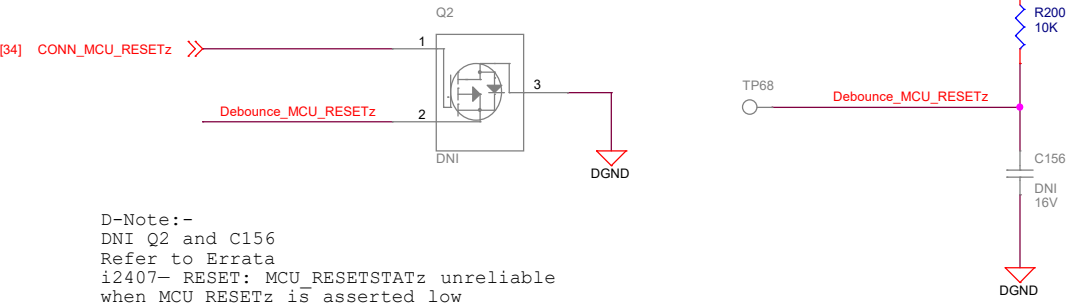 Q2
R200
10K
[34] CONN_MCU_RESETz
1
3
TP68
Debounce_MCU_RESETz
Debounce_MCU_RESETz
2
DNI
DGND
C156
DNI
16V
DGND
D-Note:-
DNI Q2 and C156
Refer to Errata
i2407— RESET: MCU_RESETSTATz unreliable
when MCU RESETz is asserted low